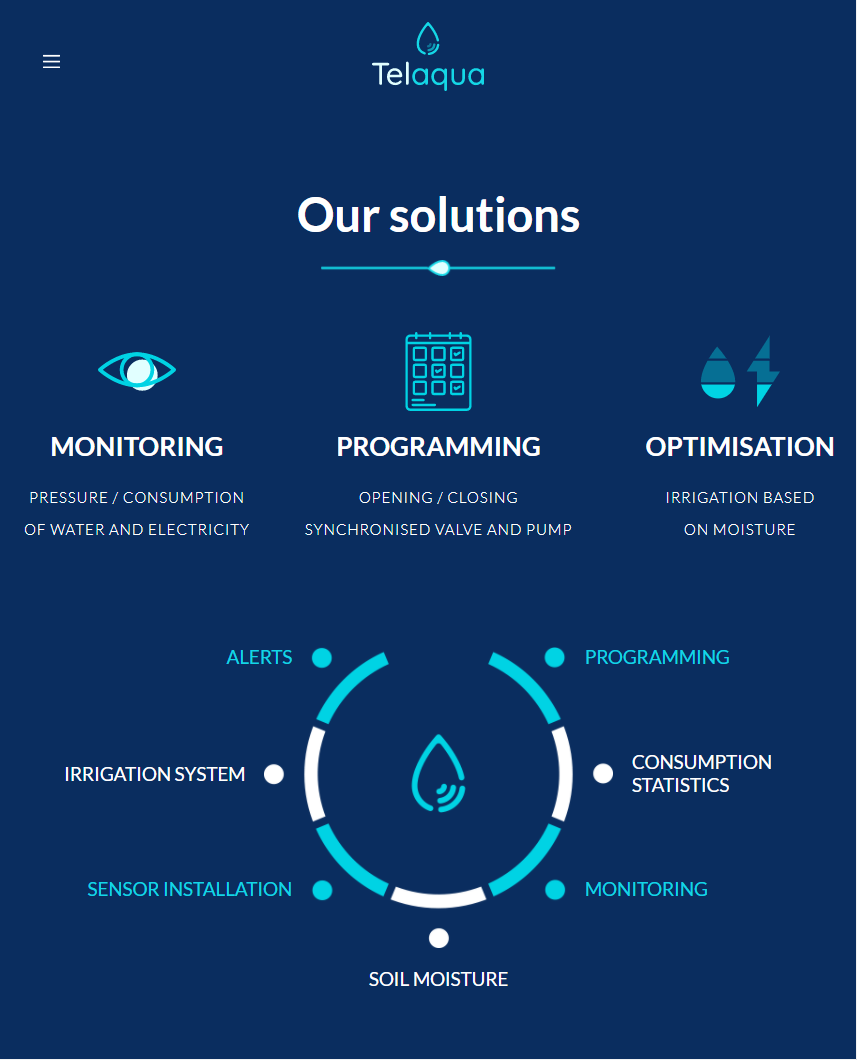 Telaqua
Our solutions
MONITORING
PRESSURE / CONSUMPTION
OF WATER AND ELECTRICITY
PROGRAMMING
OPENING / CLOSING
SYNCHRONISED VALVE AND PUMP
OPTIMISATION
IRRIGATION BASED
ON MOISTURE
ALERTS
PROGRAMMING
IRRIGATION SYSTEM
CONSUMPTION
STATISTICS
SENSOR INSTALLATION
MONITORING
SOIL MOISTURE